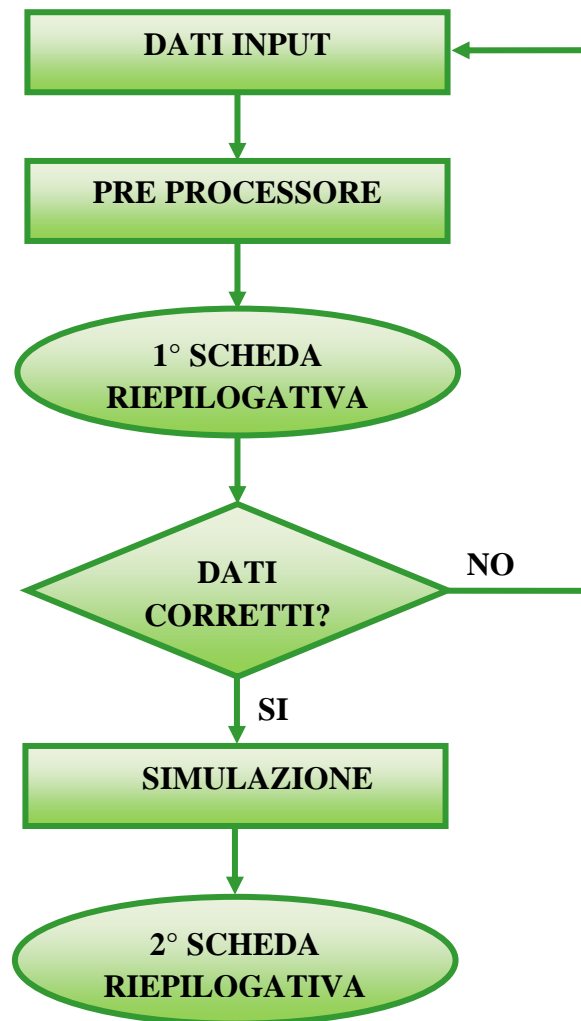 DATI INPUT
PRE PROCESSORE
1° SCHEDA
RIEPILOGATIVA
DATI
CORRETTI?
NO
SI
SIMULAZIONE
2° SCHEDA
RIEPILOGATIVA